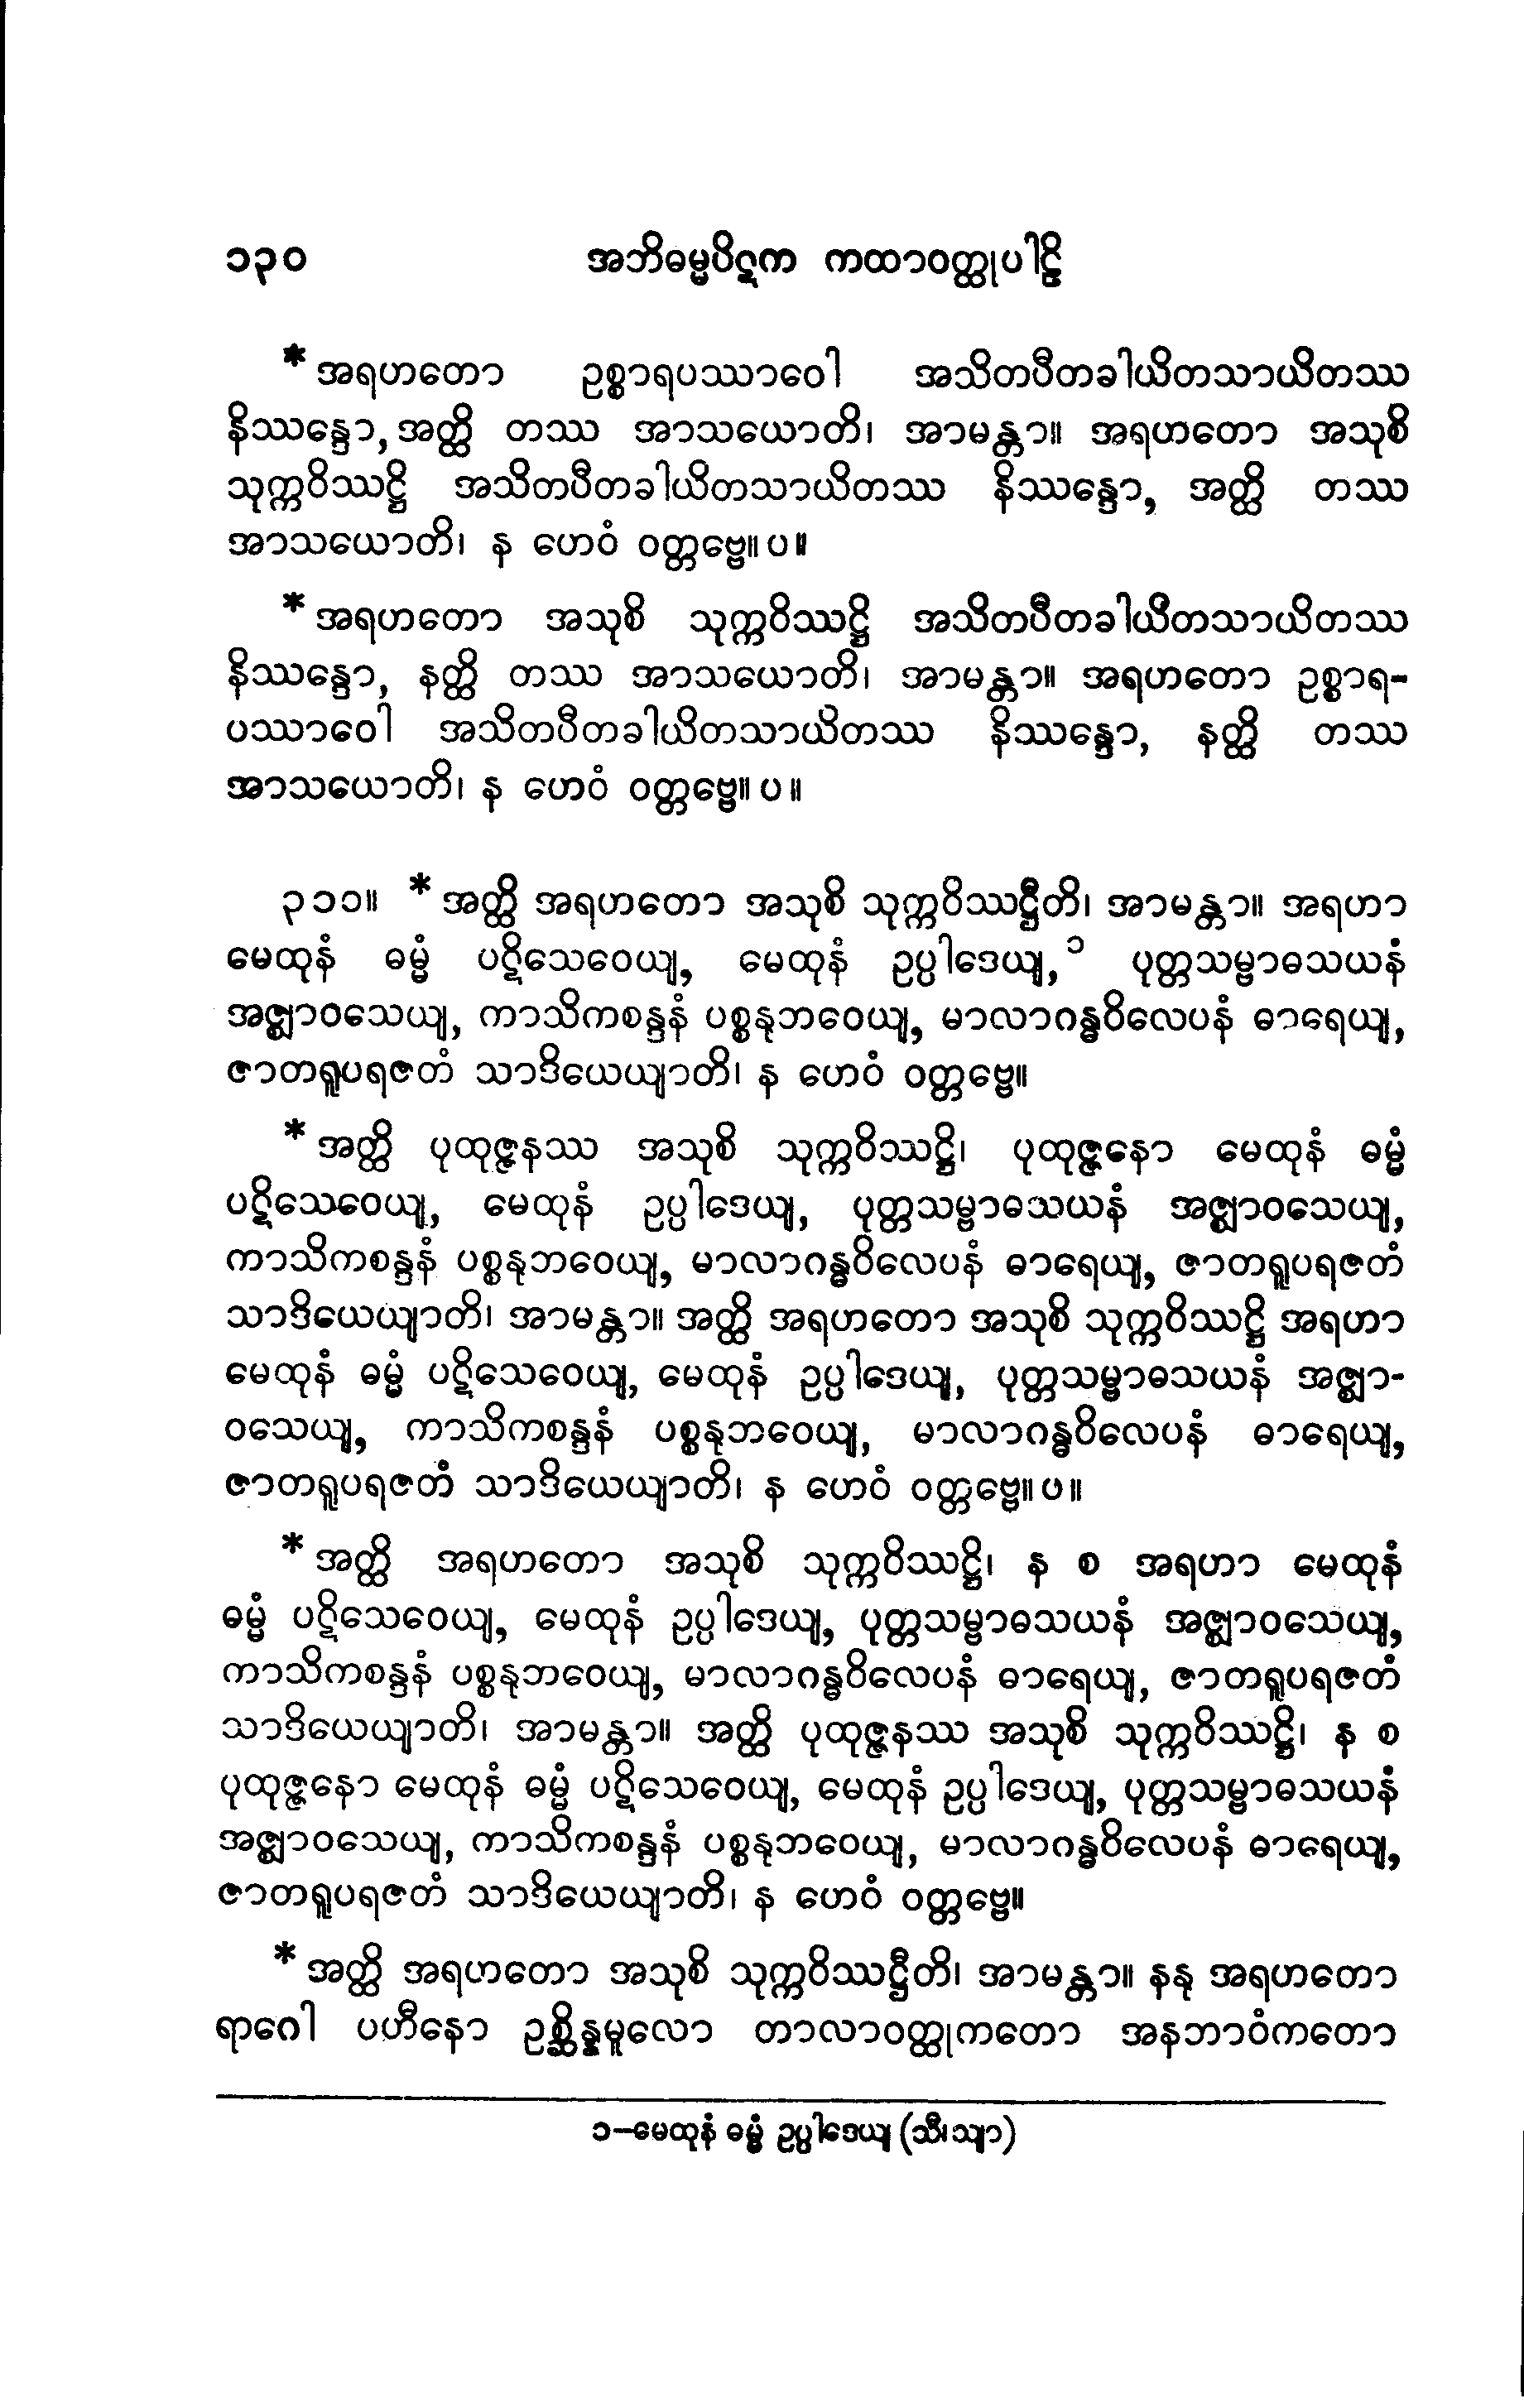 ၁၃၀ အဘိဓမ္မပိဋက ကထာဝတ္ထုပါဠိ
* အရဟတော ဥစ္စာရပဿာဝေါ အသိတပီတခါယိတသာယိတဿ
နိဿန္ဒော, အတ္ထိ တဿ အာသယောတိ၊ အာမန္တာ။ အရဟတော အသုစိ
သုက္ကဝိဿဋ္ဌိ အသိတပီတခါယိတသာယိတဿ နိဿန္ဒော, အတ္ထိ တဿ
အာသယောတိ၊ န ဟေဝံ ဝတ္တဗ္ဗေ။ ပ။
* အရဟတော အသုစိ သုက္ကဝိဿဋ္ဌိ အသိတပီတခါယိတသာယိတဿ
နိဿန္ဒော, နတ္ထိ တဿ အာသယောတိ၊ အာမန္တာ။ အရဟတော ဥစ္စာရ-
ပဿာဝေါ အသိတပီတခါယိတသာယိတဿ နိဿန္ဒော, နတ္ထိ တဿ
အာသယောတိ၊ န ဟေဝံ ဝတ္တဗ္ဗေ။ ပ။
၃၁၁။ * အတ္ထိ အရဟတော အသုစိ သုက္ကဝိဿဋ္ဌီတိ၊ အာမန္တာ။ အရဟာ
မေထုနံ ဓမ္မံ ပဋိသေဝေယျ, မေထုနံ ဥပ္ပါဒေယျ,၁ ပုတ္တသမ္ဗာဓသယနံ
အဇ္ဈာဝသေယျ, ကာသိကစန္ဒနံ ပစ္စနုဘဝေယျ, မာလာဂန္ဓဝိလေပနံ ဓာရေယျ,
ဇာတရူပရဇတံ သာဒိယေယျာတိ၊ န ဟေဝံ ဝတ္တဗ္ဗေ။
* အတ္ထိ ပုထုဇ္ဇနဿ အသုစိ သုက္ကဝိဿဋ္ဌိ၊ ပုထုဇ္ဇနော မေထုနံ ဓမ္မံ
ပဋိသေဝေယျ, မေထုနံ ဥပ္ပါဒေယျ, ပုတ္တသမ္ဗာဓသယနံ အဇ္ဈာဝသေယျ,
ကာသိကစန္ဒနံ ပစ္စနုဘဝေယျ, မာလာဂန္ဓဝိလေပနံ ဓာရေယျ, ဇာတရူပရဇတံ
သာဒိယေယျာတိ၊ အာမန္တာ။ အတ္ထိ အရဟတော အသုစိ သုက္ကဝိဿဋ္ဌိ အရဟာ
မေထုနံ ဓမ္မံ ပဋိသေဝေယျ, မေထုနံ ဥပ္ပါဒေယျ, ပုတ္တသမ္ဗာဓသယနံ အဇ္ဈာ-
ဝသေယျ, ကာသိကစန္ဒနံ ပစ္စနုဘဝေယျ, မာလာဂန္ဓဝိလေပနံ ဓာရေယျ,
ဇာတရူပရဇတံ သာဒိယေယျာတိ၊ န ဟေဝံ ဝတ္တဗ္ဗေ။ ပ။
* အတ္ထိ အရဟတော အသုစိ သုက္ကဝိဿဋ္ဌိ၊ န စ အရဟာ မေထုနံ
ဓမ္မံ ပဋိသေဝေယျ, မေထုနံ ဥပ္ပါဒေယျ, ပုတ္တသမ္ဗာဓသယနံ အဇ္ဈာဝသေယျ,
ကာသိကစန္ဒနံ ပစ္စနုဘဝေယျ, မာလာဂန္ဓဝိလေပနံ ဓာရေယျ, ဇာတရူပရဇတံ
သာဒိယေယျာတိ၊ အာမန္တာ။ အတ္ထိ ပုထုဇ္ဇနဿ အသုစိ သုက္ကဝိဿဋ္ဌိ၊ န စ
ပုထုဇ္ဇနော မေထုနံ ဓမ္မံ ပဋိသေဝေယျ, မေထုနံ ဥပ္ပါဒေယျ, ပုတ္တသမ္ဗာဓသယနံ
အဇ္ဈာဝသေယျ, ကာသိကစန္ဒနံ ပစ္စနုဘဝေယျ, မာလာဂန္ဓဝိလေပနံ ဓာရေယျ,
ဇာတရူပရဇတံ သာဒိယေယျာတိ၊ န ဟေဝံ ဝတ္တဗ္ဗေ။
* အတ္ထိ အရဟတော အသုစိ သုက္ကဝိဿဋ္ဌီတိ၊ အာမန္တာ။ နနု အရဟတော
ရာဂေါ ပဟီနော ဥစ္ဆိန္နမူလော တာလာဝတ္ထုကတော အနဘာဝံကတော
၁–မေထုနံ ဓမ္မံ ဥပ္ပါဒေယျ (သီ၊ သျာ)